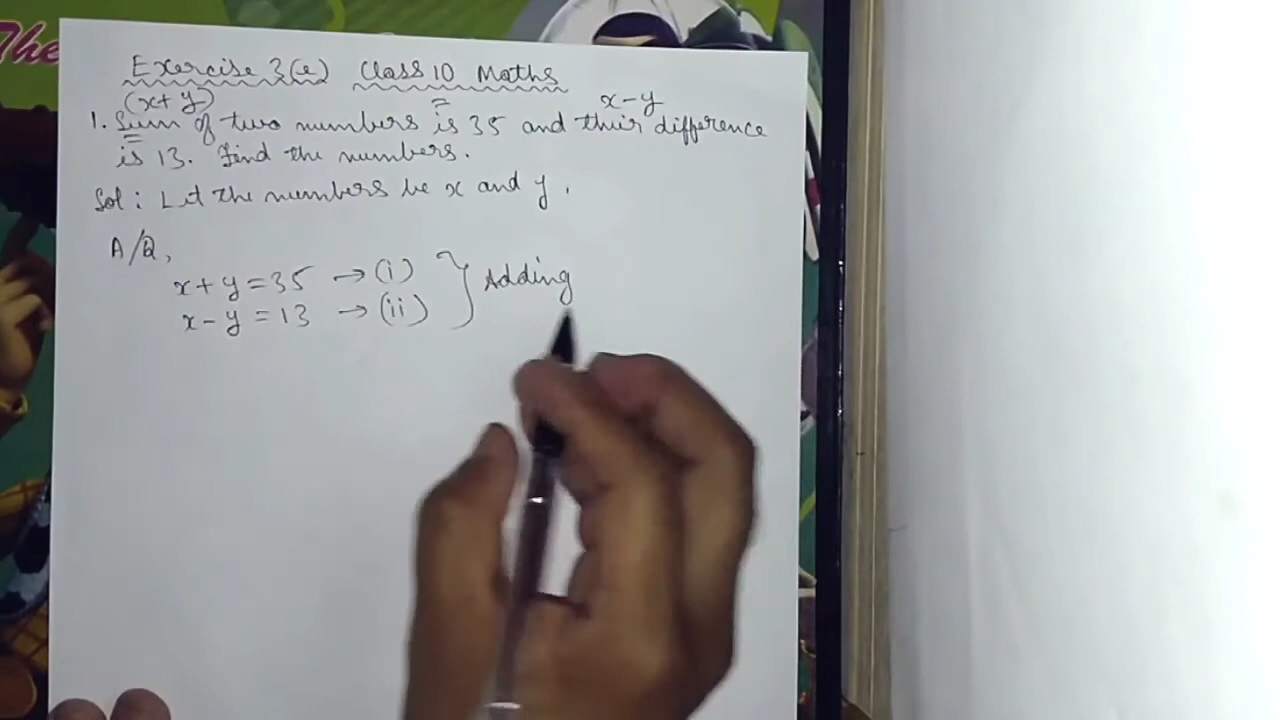 The
Exercise 3(e) Class 10 Maths
(x+y) x-y
1. Sum of two numbers is 35 and their difference
is 13. Find the numbers.
Sol: Let the numbers be x and y.
A/Q,
x+y=35 →(i) } Adding
x-y=13 →(ii)